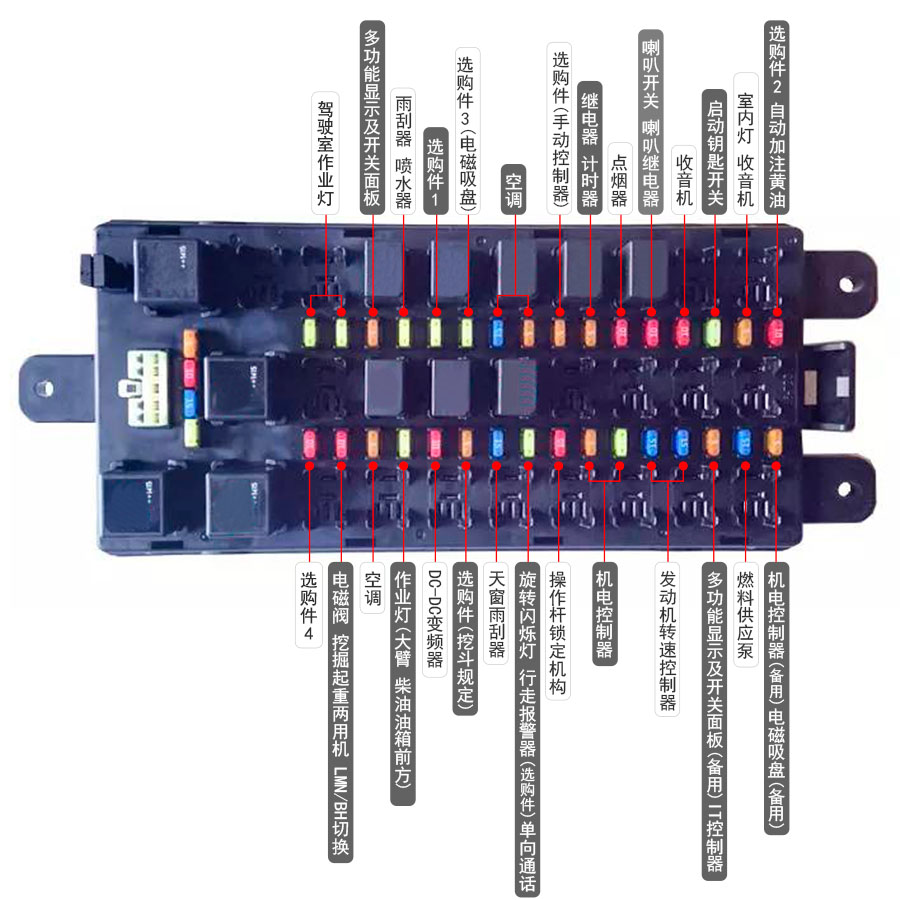 驾驶室作业灯
多功能显示及开关面板
雨刮器 喷水器
选购件1
选购件3(电磁吸盘)
空调
选购件(手动控制器)
继电器 计时器
点烟器
喇叭开关 喇叭继电器
收音机
启动钥匙开关
室内灯 收音机
选购件2 自动加注黄油
选购件4
电磁阀 挖掘起重两用机 LMN/BH切换
空调
作业灯(大臂 柴油油箱前方)
DC-DC变频器
选购件(挖斗规定)
天窗雨刮器
旋转闪烁灯 行走报警器(选购件)单向通话
操作杆锁定机构
机电控制器
发动机转速控制器
多功能显示及开关面板(备用)IT控制器
燃料供应泵
机电控制器(备用)电磁吸盘(备用)